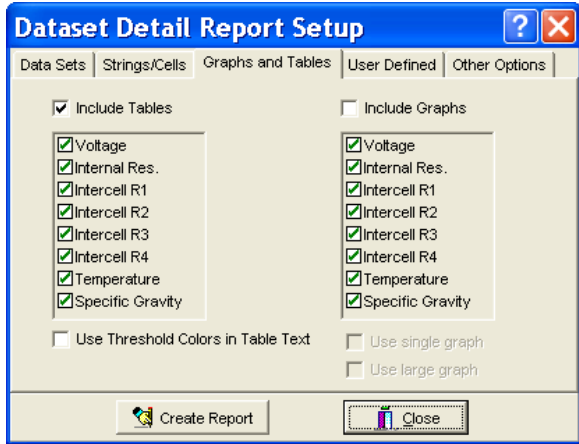 Dataset Detail Report Setup
Data Sets Strings/Cells Graphs and Tables User Defined Other Options
Include Tables Include Graphs
Voltage Voltage
Internal Res. Internal Res.
Intercell R1 Intercell R1
Intercell R2 Intercell R2
Intercell R3 Intercell R3
Intercell R4 Intercell R4
Temperature Temperature
Specific Gravity Specific Gravity
Use Threshold Colors in Table Text Use single graph
Use large graph
Create Report Close